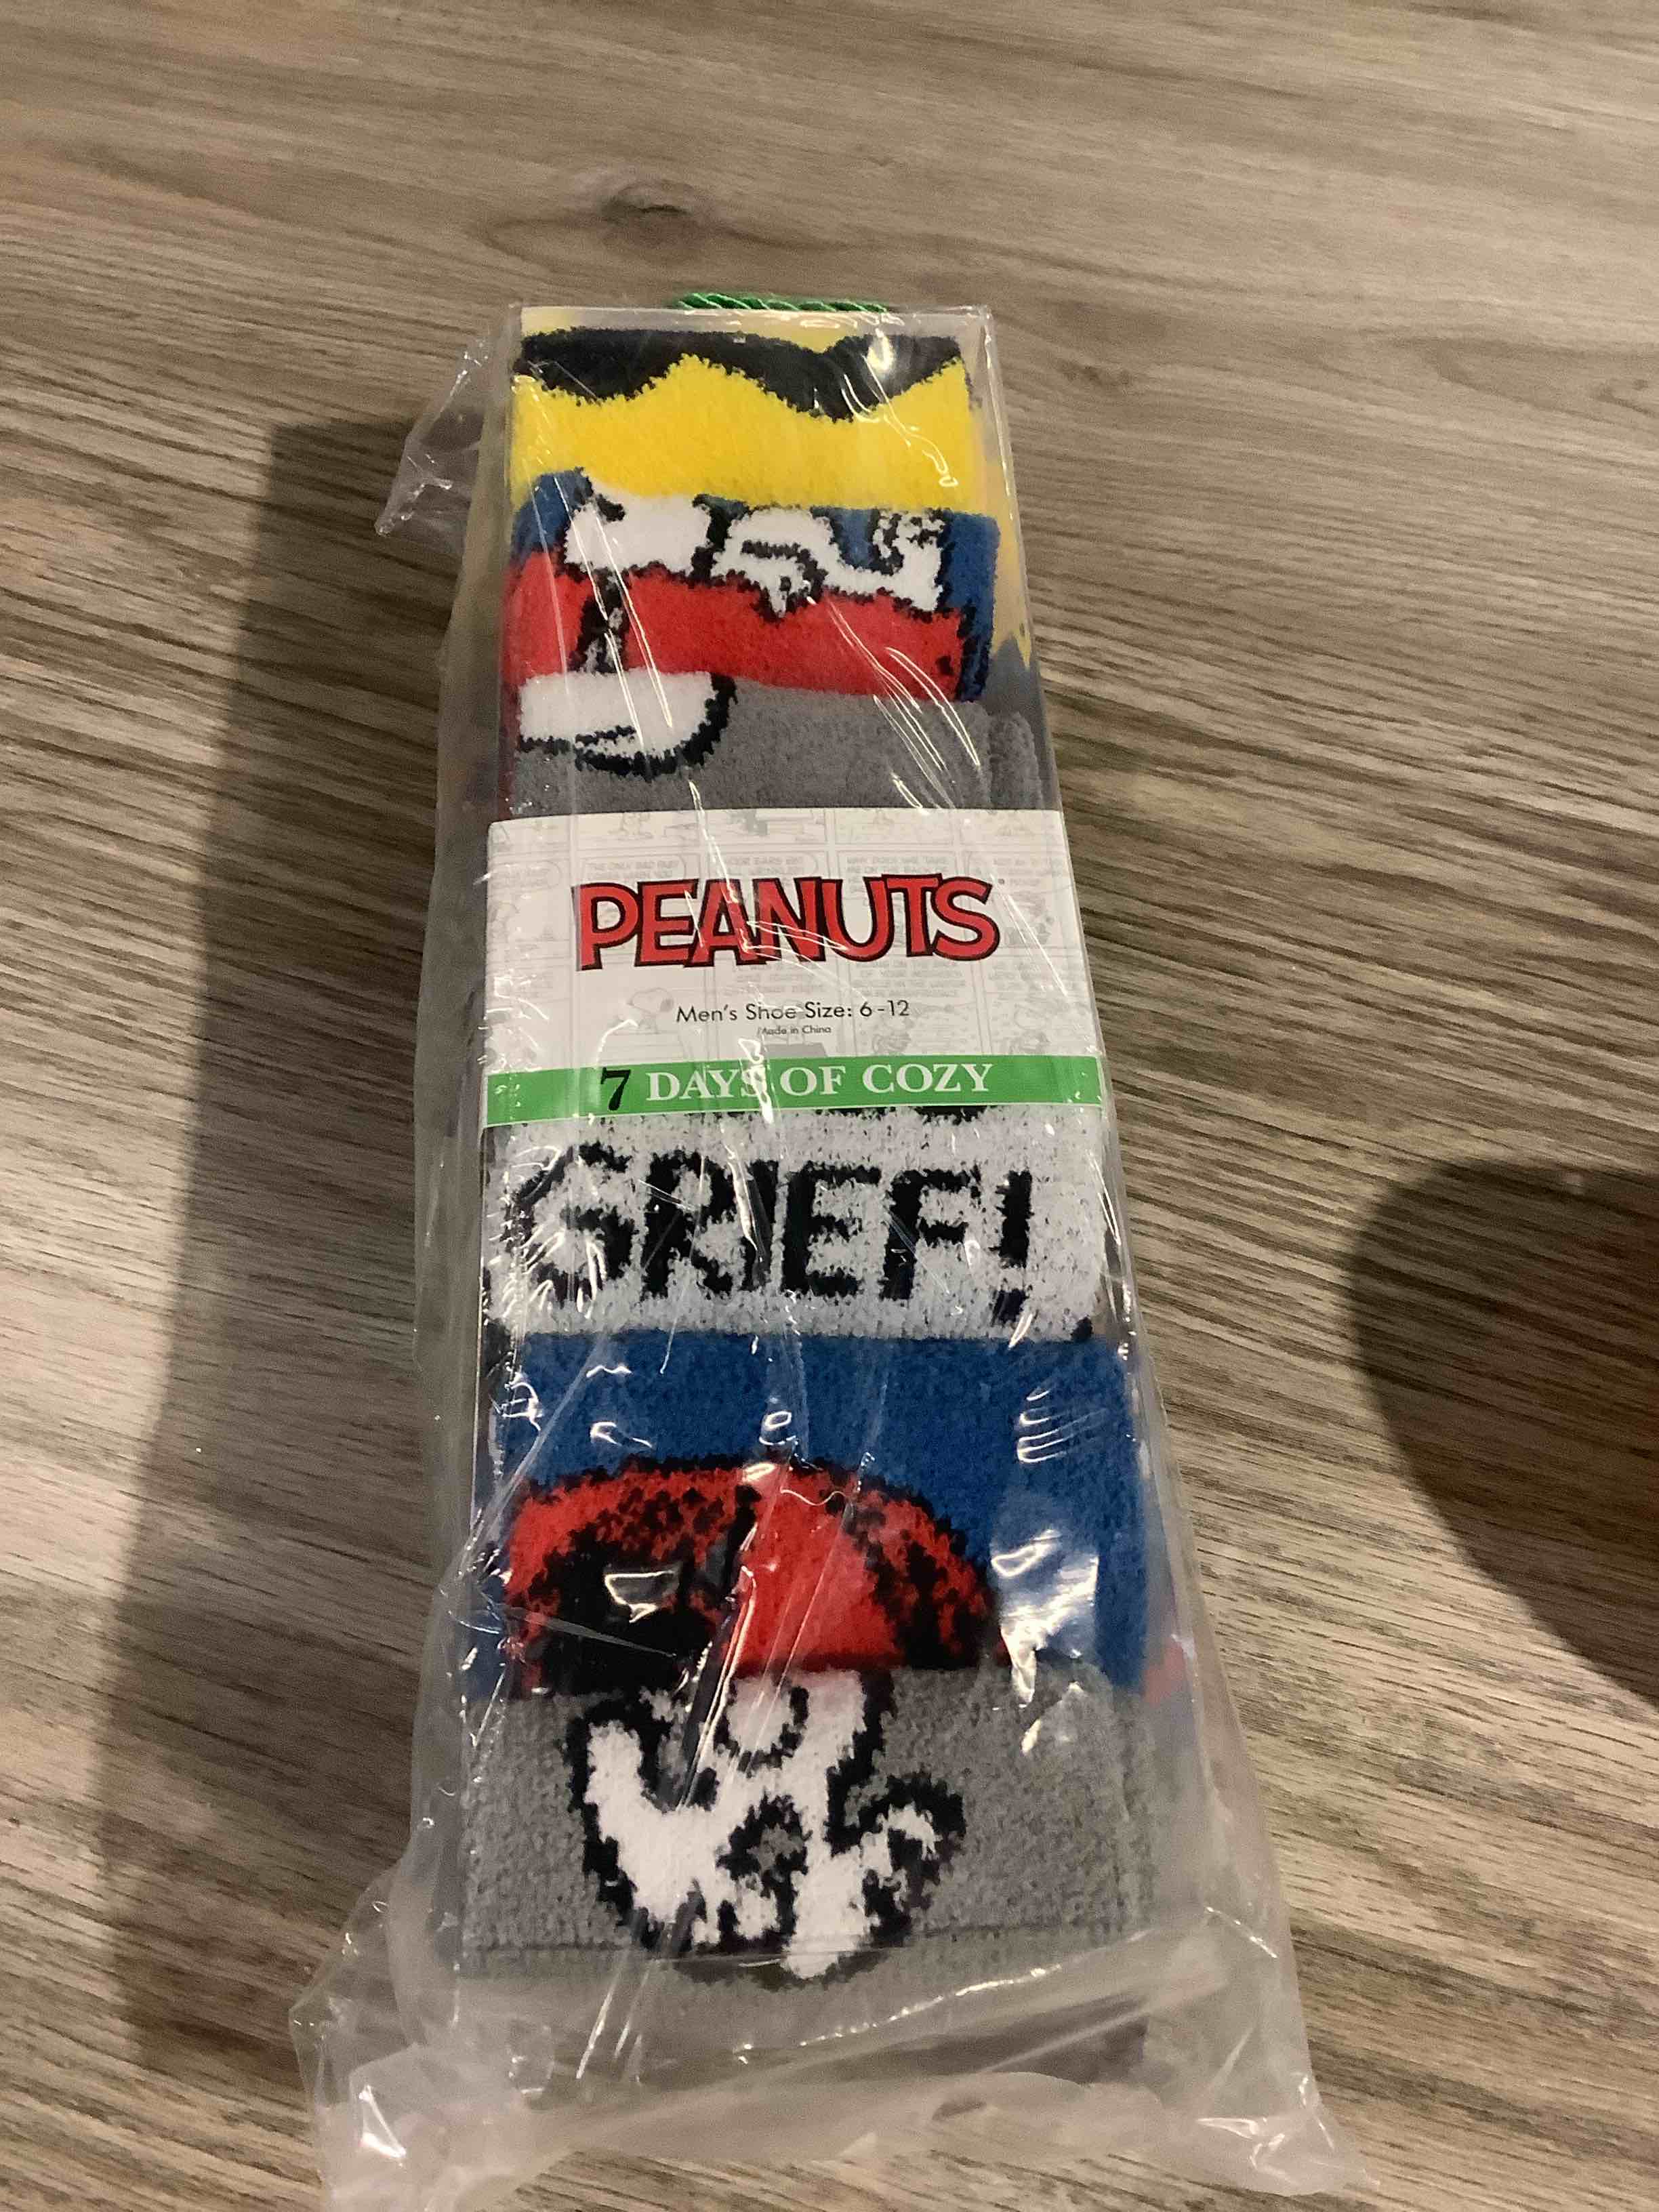 PEANUTS
Men's Shoe Size: 6-12
Made in China
7 DAYS OF COZY
GRIEF!